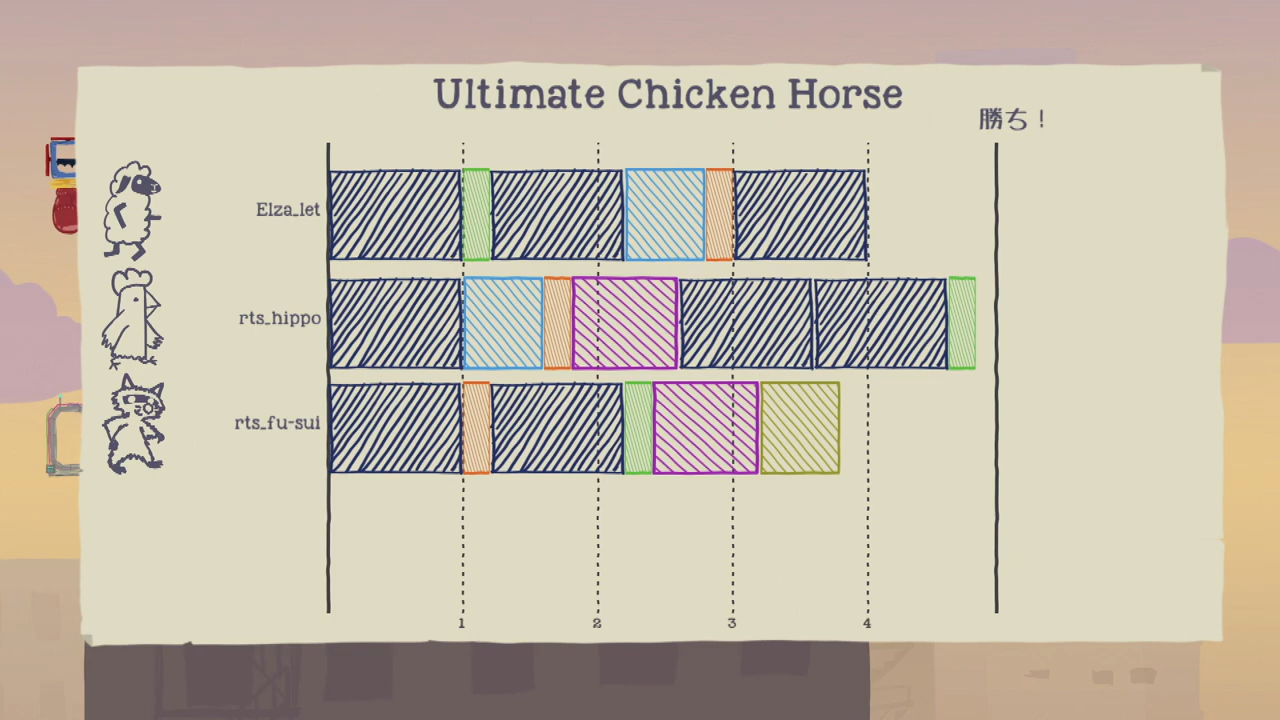 Ultimate Chicken Horse
勝ち！
Elza_let
rts_hippo
rts_fu-sui
1 2 3 4